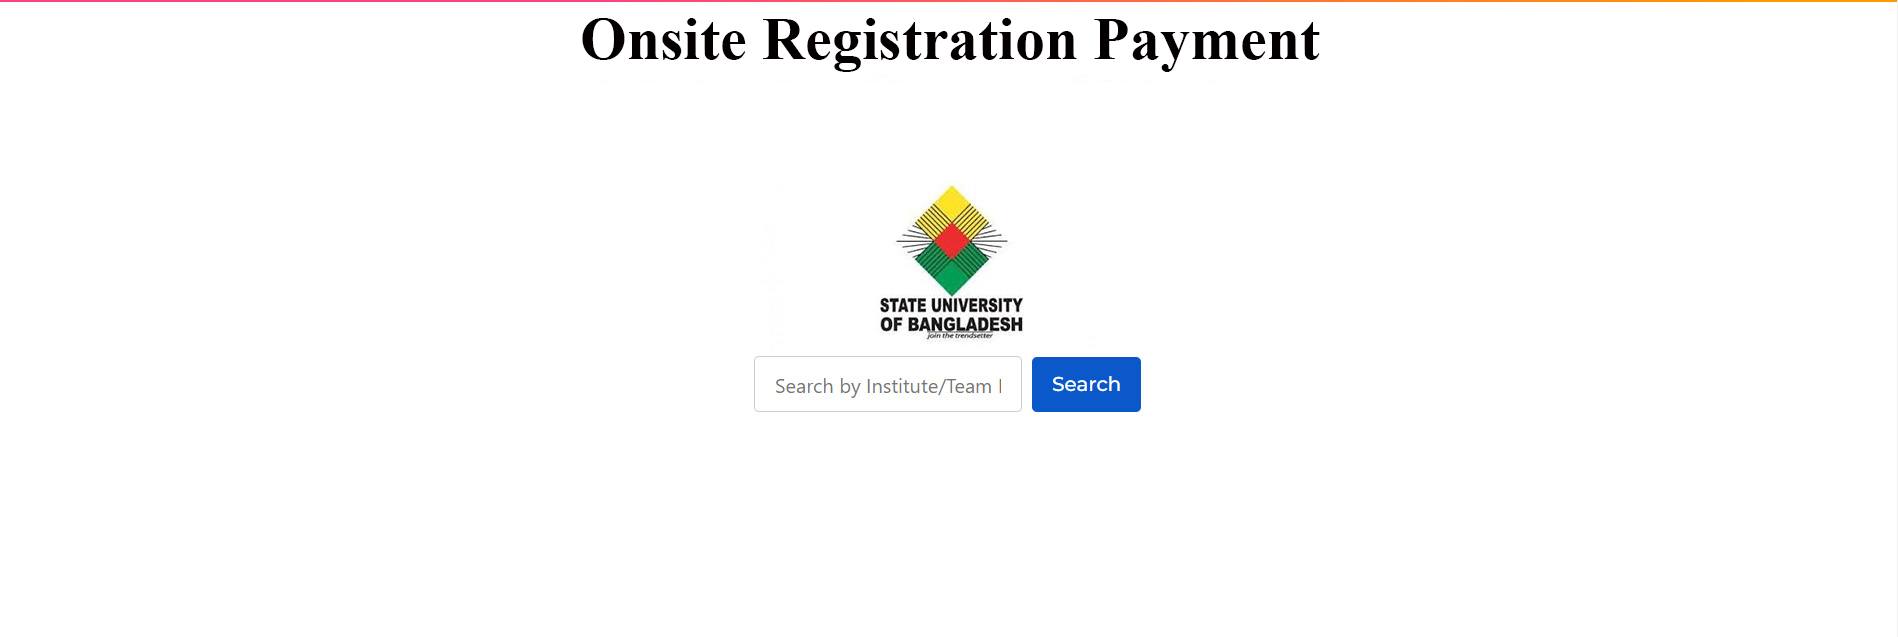 Onsite Registration Payment
STATE UNIVERSITY
OF BANGLADESH
join the trendsetter
Search by Institute/Team
Search